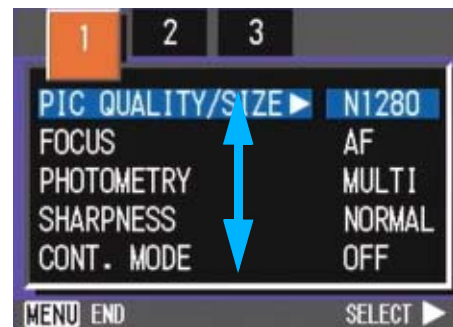 1 2 3
PIC QUALITY/SIZE▶ N1280
FOCUS AF
PHOTOMETRY MULTI
SHARPNESS NORMAL
CONT. MODE OFF
MENU END SELECT ▶